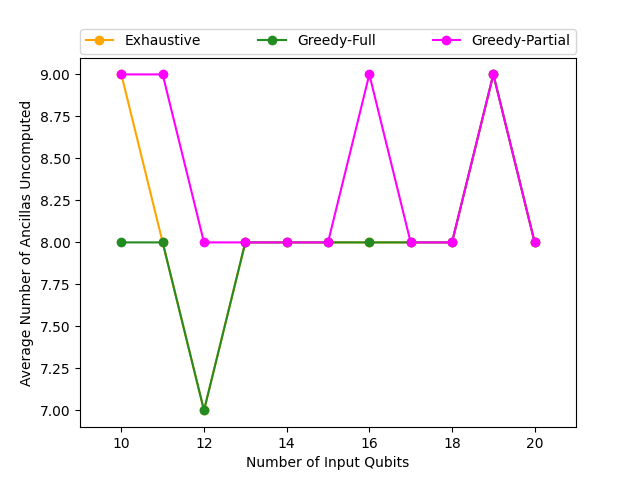 Exhaustive Greedy-Full Greedy-Partial
9.00
8.75
8.50
8.25
8.00
7.75
7.50
7.25
7.00
Average Number of Ancillas Uncomputed
10 12 14 16 18 20
Number of Input Qubits